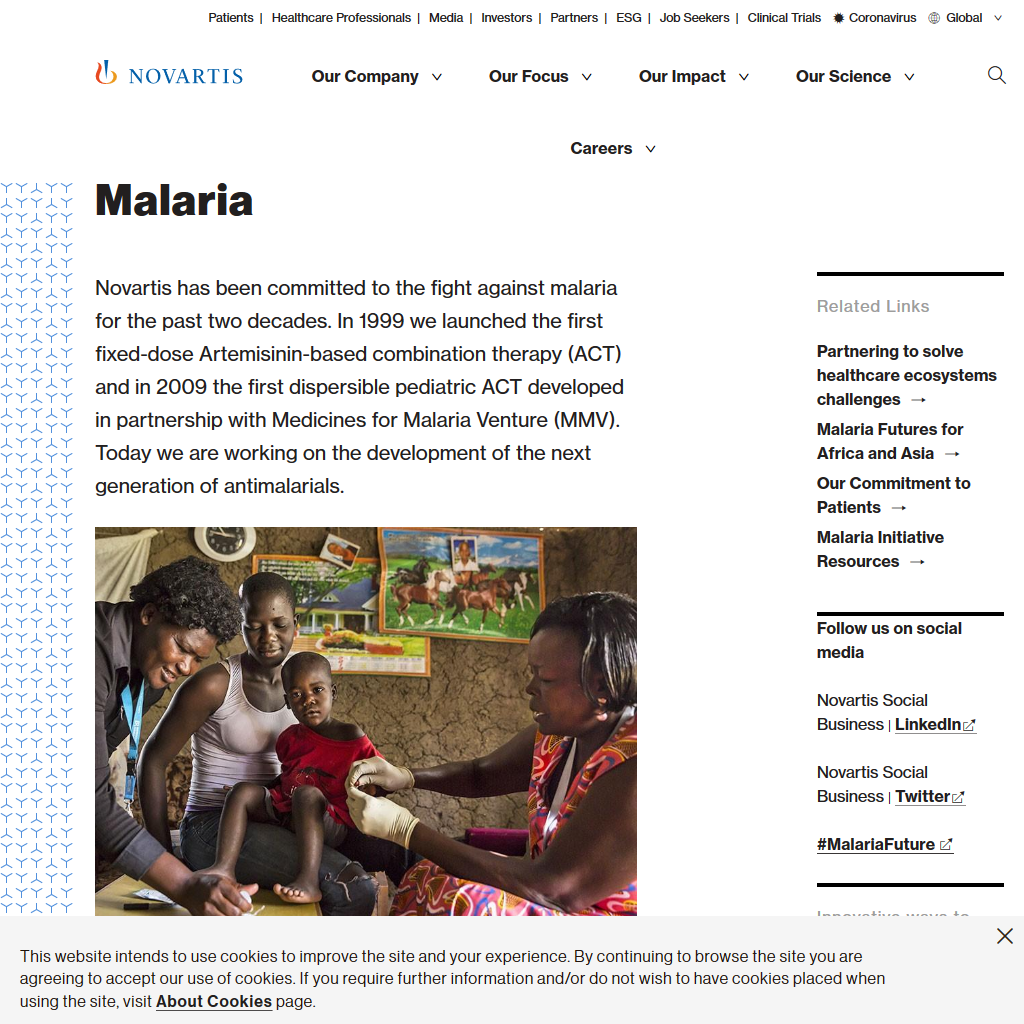 Patients | Healthcare Professionals | Media | Investors | Partners | ESG | Job Seekers | Clinical Trials Coronavirus Global
NOVARTIS Our Company Our Focus Our Impact Our Science
Careers
Malaria
Novartis has been committed to the fight against malaria
for the past two decades. In 1999 we launched the first
fixed-dose Artemisinin-based combination therapy (ACT)
and in 2009 the first dispersible pediatric ACT developed
in partnership with Medicines for Malaria Venture (MMV).
Today we are working on the development of the next
generation of antimalarials.
Related Links
Partnering to solve
healthcare ecosystems
challenges →
Malaria Futures for
Africa and Asia →
Our Commitment to
Patients →
Malaria Initiative
Resources →
Follow us on social
media
Novartis Social
Business | LinkedIn
Novartis Social
Business | Twitter
#MalariaFuture
Innovative ways to
This website intends to use cookies to improve the site and your experience. By continuing to browse the site you are
agreeing to accept our use of cookies. If you require further information and/or do not wish to have cookies placed when
using the site, visit About Cookies page.